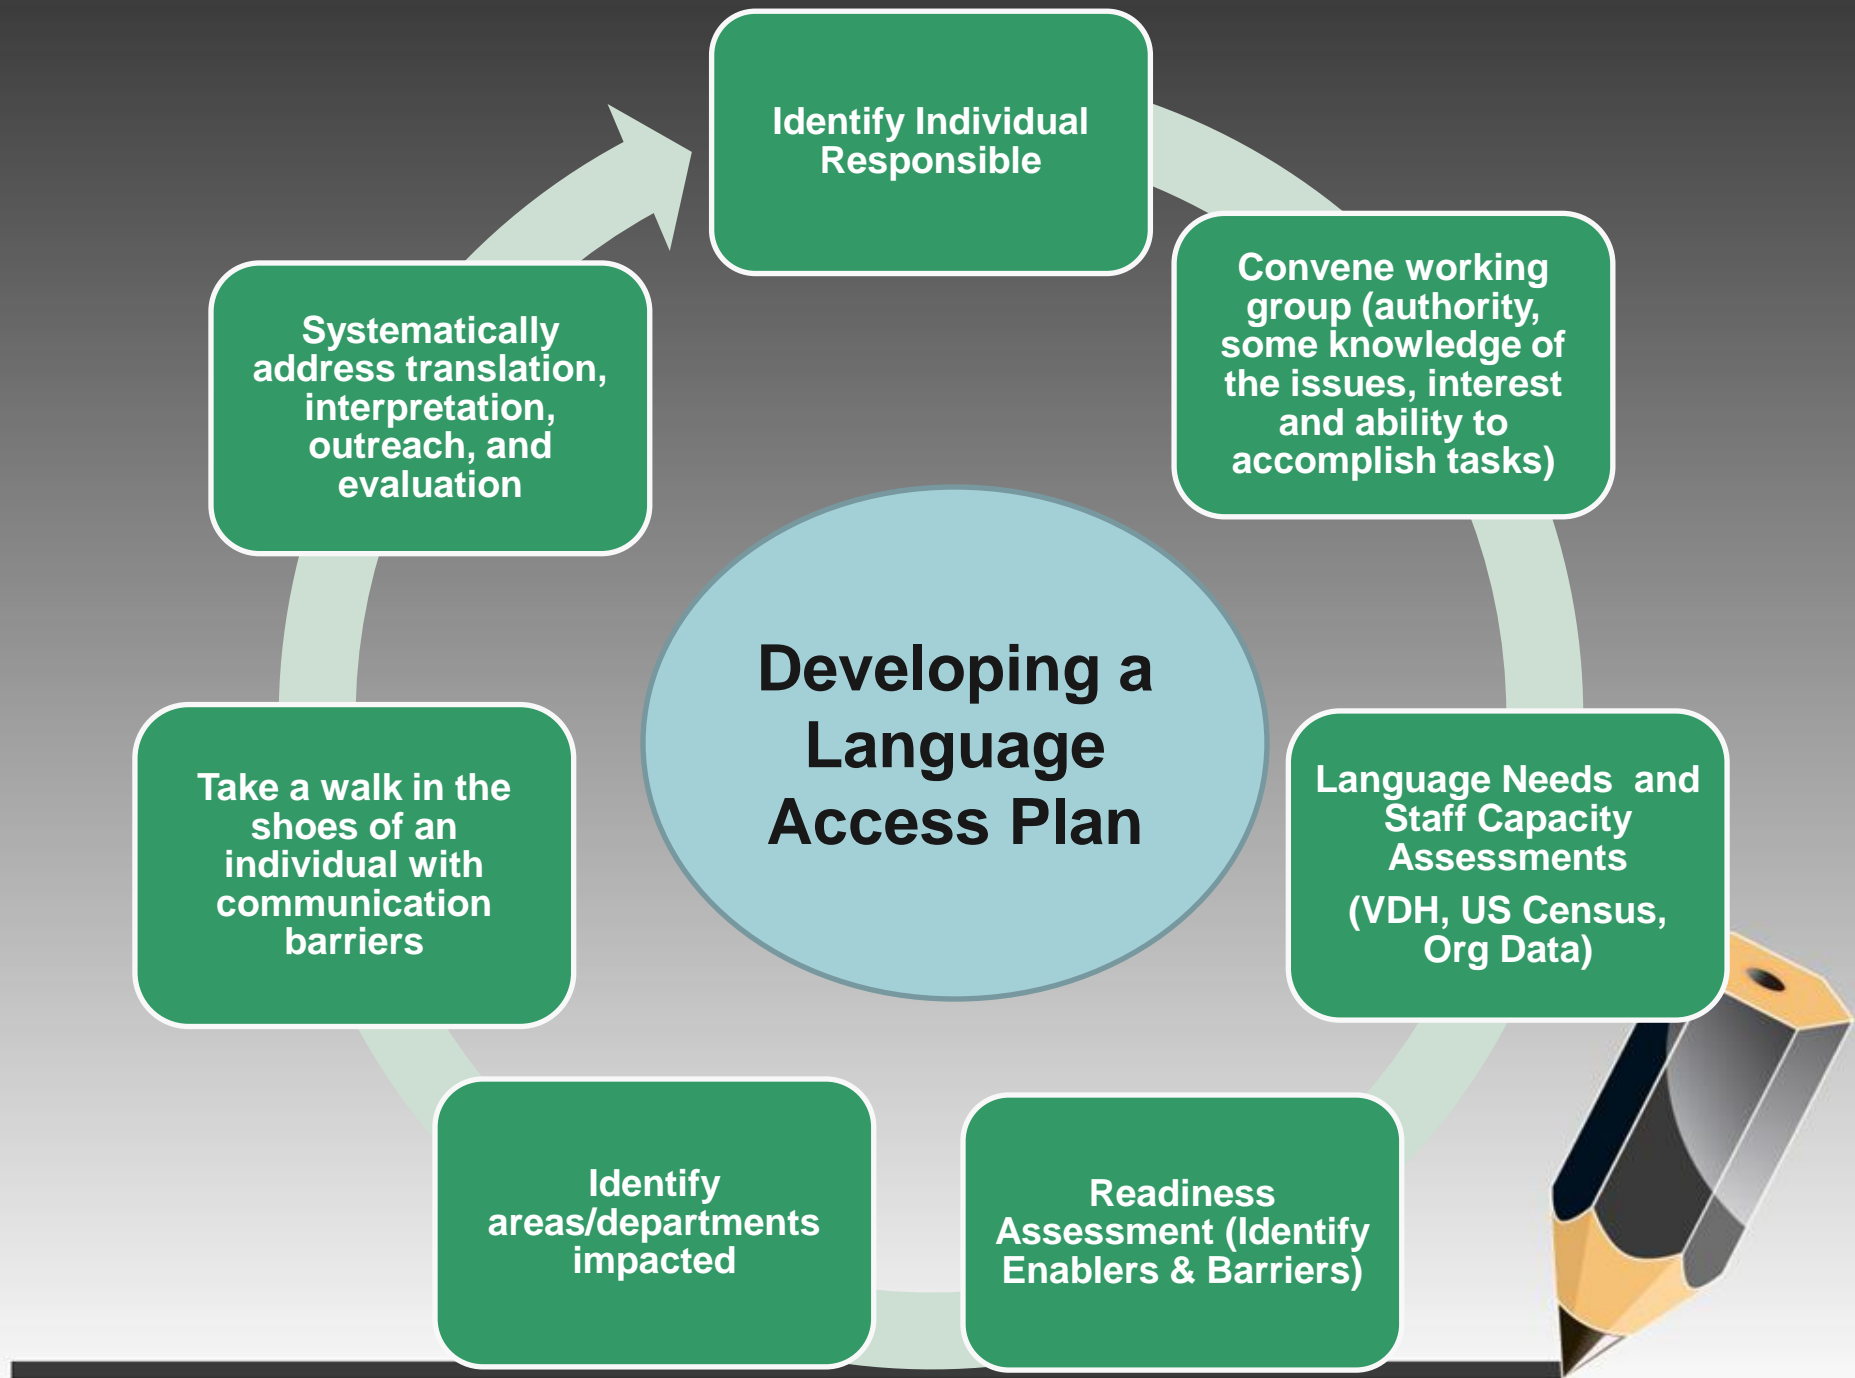 Identify Individual
Responsible
Convene working
group (authority,
some knowledge of
the issues, interest
and ability to
accomplish tasks)
Language Needs  and
Staff Capacity
Assessments
(VDH, US Census,
Org Data)
Readiness
Assessment (Identify
Enablers & Barriers)
Identify
areas/departments
impacted
Take a walk in the
shoes of an
individual with
communication
barriers
Systematically
address translation,
interpretation,
outreach, and
evaluation
Developing a
Language
Access Plan